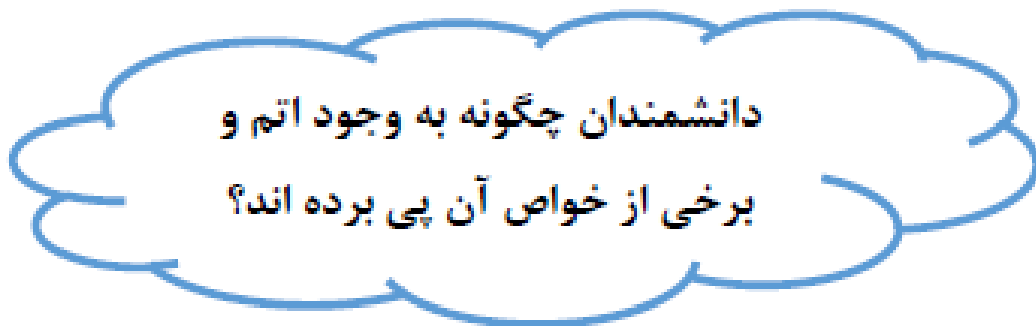 دانشمندان چگونه به وجود اتم و
برخی از خواص آن پی برده اند؟